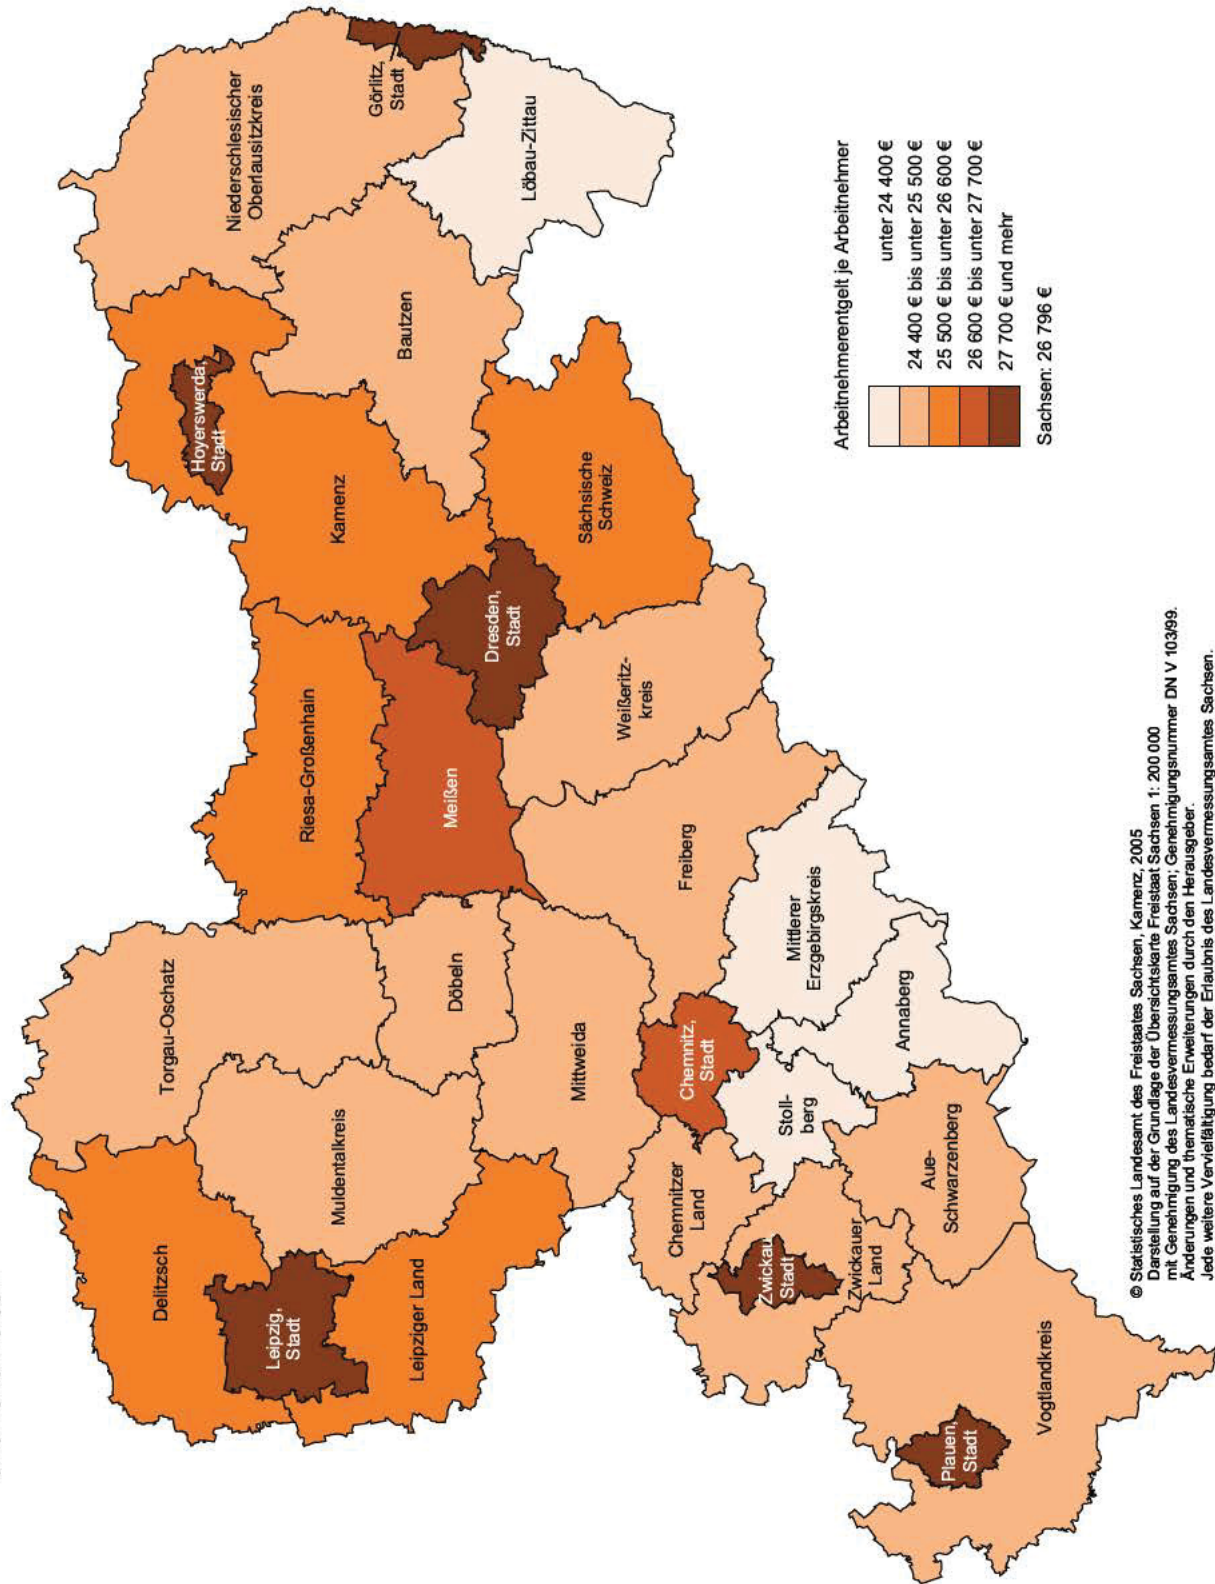 Niederschlesischer
Oberlausitzkreis
Görlitz,
Stadt
Löbau-Zittau
Bautzen
Hoyerswerda,
Stadt
Kamenz
Sächsische
Schweiz
Dresden,
Stadt
Riesa-Großenhain
Meißen
Weißeritz-
kreis
Freiberg
Mittlerer
Erzgebirgskreis
Annaberg
Torgau-Oschatz
Döbeln
Mittweida
Chemnitz,
Stadt
Stoll-
berg
Muldentalkreis
Delitzsch
Leipzig,
Stadt
Leipziger Land
Chemnitzer
Land
Aue-
Schwarzenberg
Zwickau
Stadt
Zwickauer
Land
Vogtlandkreis
Plauen,
Stadt
Arbeitnehmerentgelt je Arbeitnehmer
unter 24 400 €
24 400 € bis unter 25 500 €
25 500 € bis unter 26 600 €
26 600 € bis unter 27 700 €
27 700 € und mehr
Sachsen: 26 796 €
© Statistisches Landesamt des Freistaates Sachsen, Kamenz, 2005
Darstellung auf der Grundlage der Übersichtskarte Freistaat Sachsen 1: 200 000
mit Genehmigung des Landesvermessungsamtes Sachsen; Genehmigungsnummer DN V 103/99.
Änderungen und thematische Erweiterungen durch den Herausgeber.
Jede weitere Vervielfältigung bedarf der Erlaubnis des Landesvermessungsamtes Sachsen.